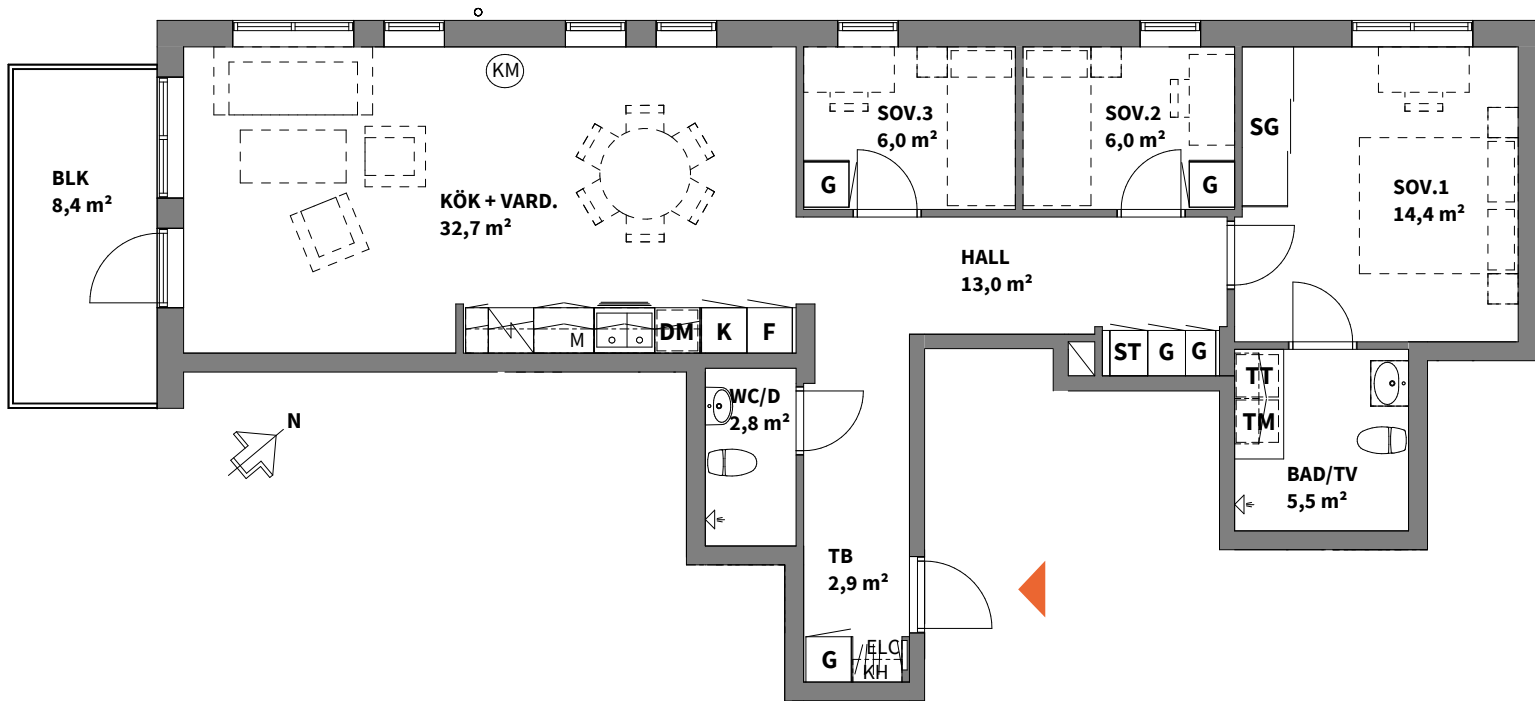 KM
BLK
8,4 m²
KÖK + VARD.
32,7 m²
SOV.3
6,0 m²
G
SOV.2
6,0 m²
G
SG
SOV.1
14,4 m²
HALL
13,0 m²
M
DM
K
F
ST
G
G
N
WC/D
2,8 m²
TT
TM
BAD/TV
5,5 m²
TB
2,9 m²
G
ELC
KH